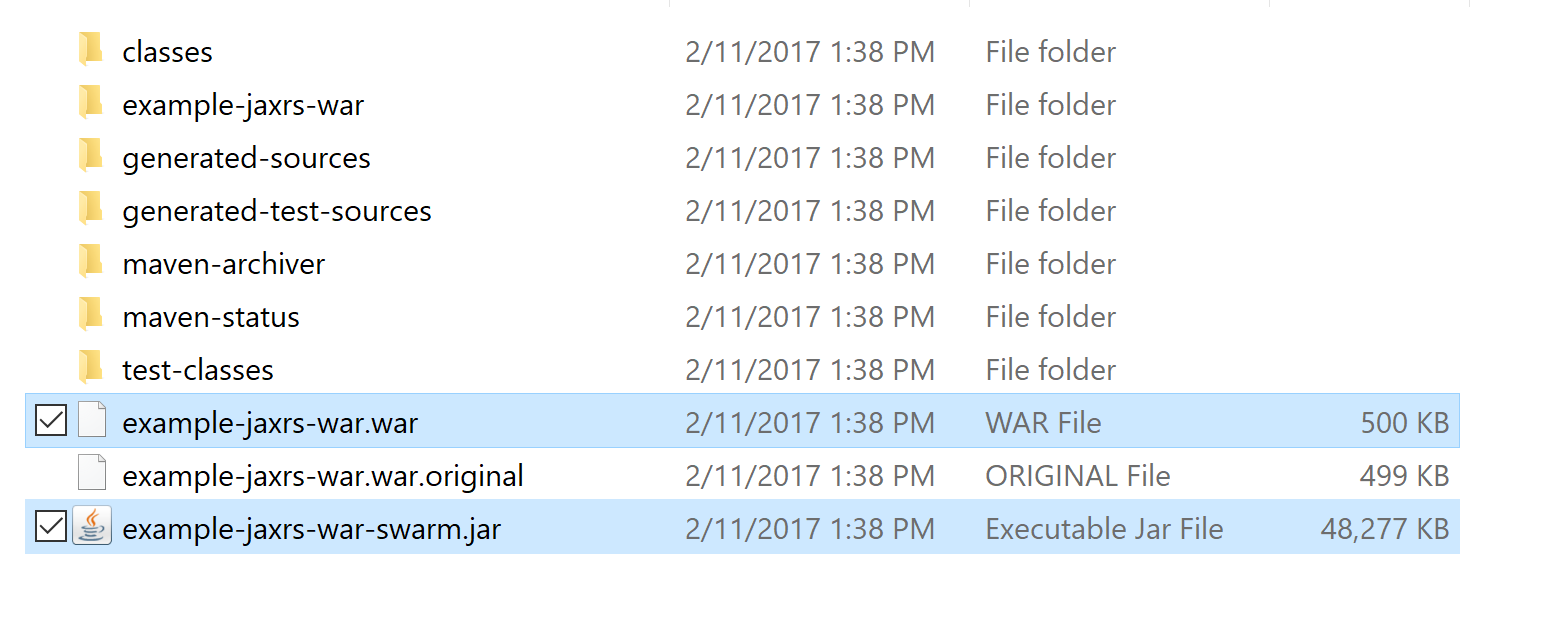 classes 2/11/2017 1:38 PM File folder
example-jaxrs-war 2/11/2017 1:38 PM File folder
generated-sources 2/11/2017 1:38 PM File folder
generated-test-sources 2/11/2017 1:38 PM File folder
maven-archiver 2/11/2017 1:38 PM File folder
maven-status 2/11/2017 1:38 PM File folder
test-classes 2/11/2017 1:38 PM File folder
example-jaxrs-war.war 2/11/2017 1:38 PM WAR File 500 KB
example-jaxrs-war.war.original 2/11/2017 1:38 PM ORIGINAL File 499 KB
example-jaxrs-war-swarm.jar 2/11/2017 1:38 PM Executable Jar File 48,277 KB